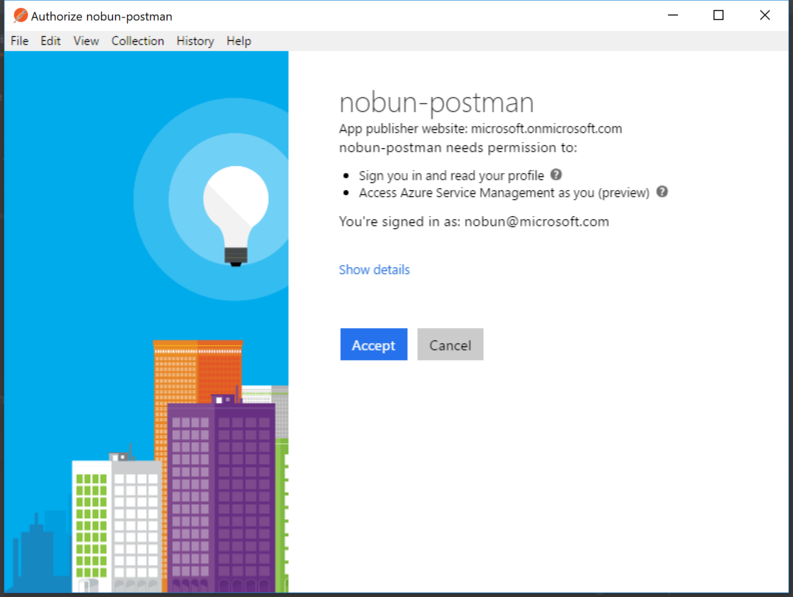 Authorize nobun-postman
File Edit View Collection History Help
nobun-postman
App publisher website: microsoft.onmicrosoft.com
nobun-postman needs permission to:
Sign you in and read your profile
Access Azure Service Management as you (preview)
You're signed in as: nobun@microsoft.com
Show details
Accept Cancel